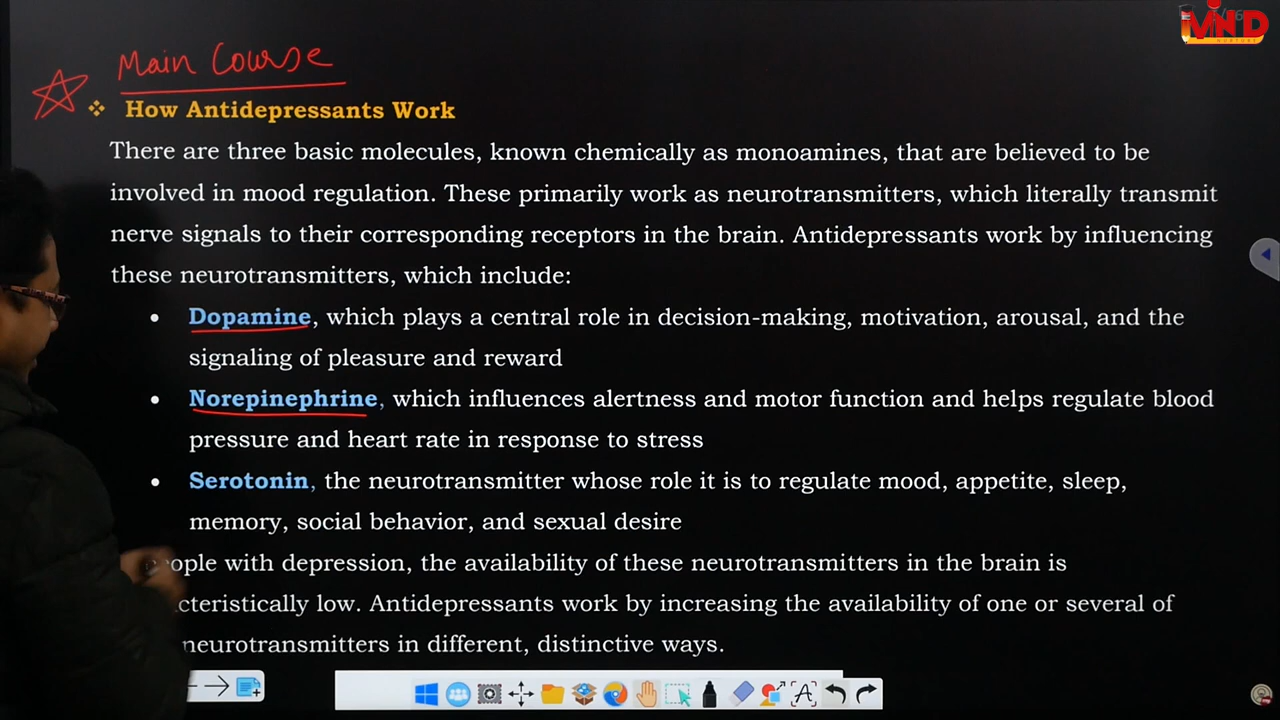 MIND
Main Course
❖ How Antidepressants Work
There are three basic molecules, known chemically as monoamines, that are believed to be
involved in mood regulation. These primarily work as neurotransmitters, which literally transmit
nerve signals to their corresponding receptors in the brain. Antidepressants work by influencing
these neurotransmitters, which include:
• Dopamine, which plays a central role in decision-making, motivation, arousal, and the
signaling of pleasure and reward
• Norepinephrine, which influences alertness and motor function and helps regulate blood
pressure and heart rate in response to stress
• Serotonin, the neurotransmitter whose role it is to regulate mood, appetite, sleep,
memory, social behavior, and sexual desire
with depression, the availability of these neurotransmitters in the brain is
low. Antidepressants work by increasing the availability of one or several of
neurotransmitters in different, distinctive ways.